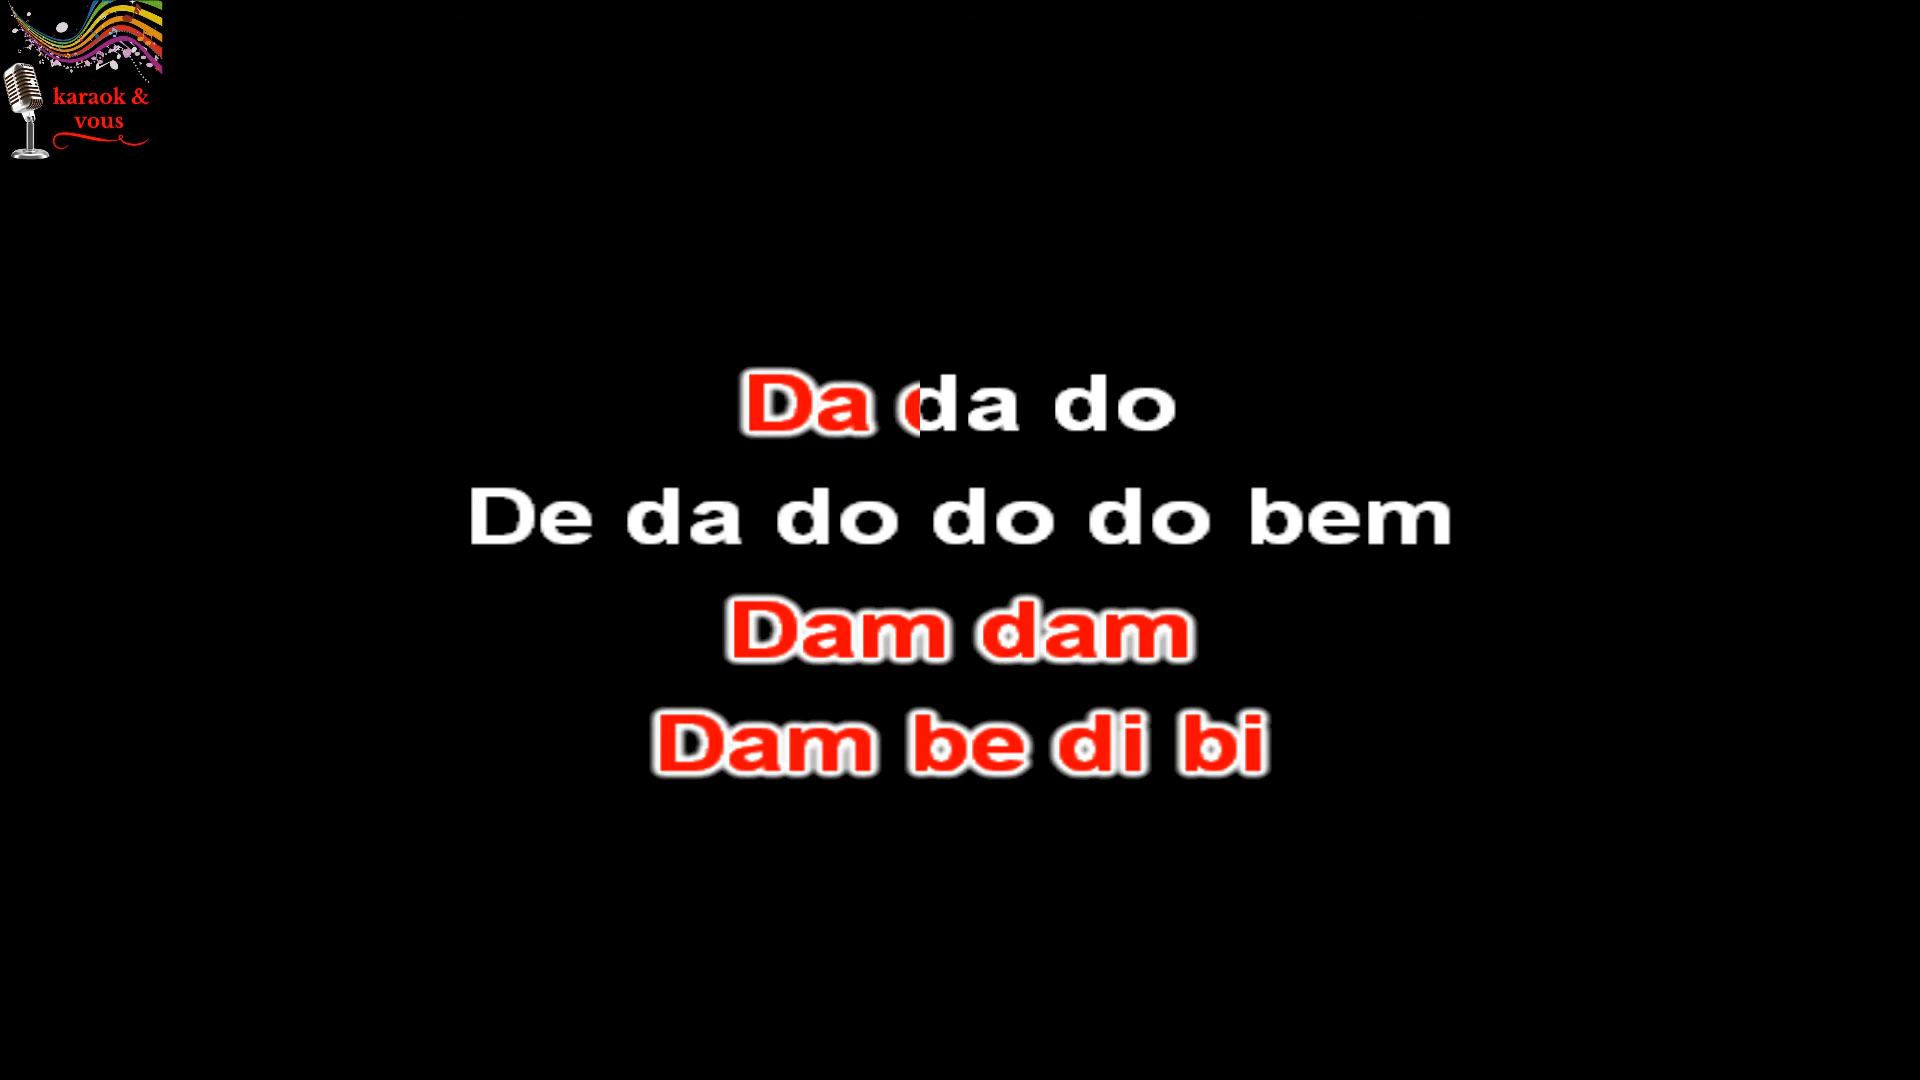 karaok &
vous
Da da do
De da do do do bem
Dam dam
Dam be di bi